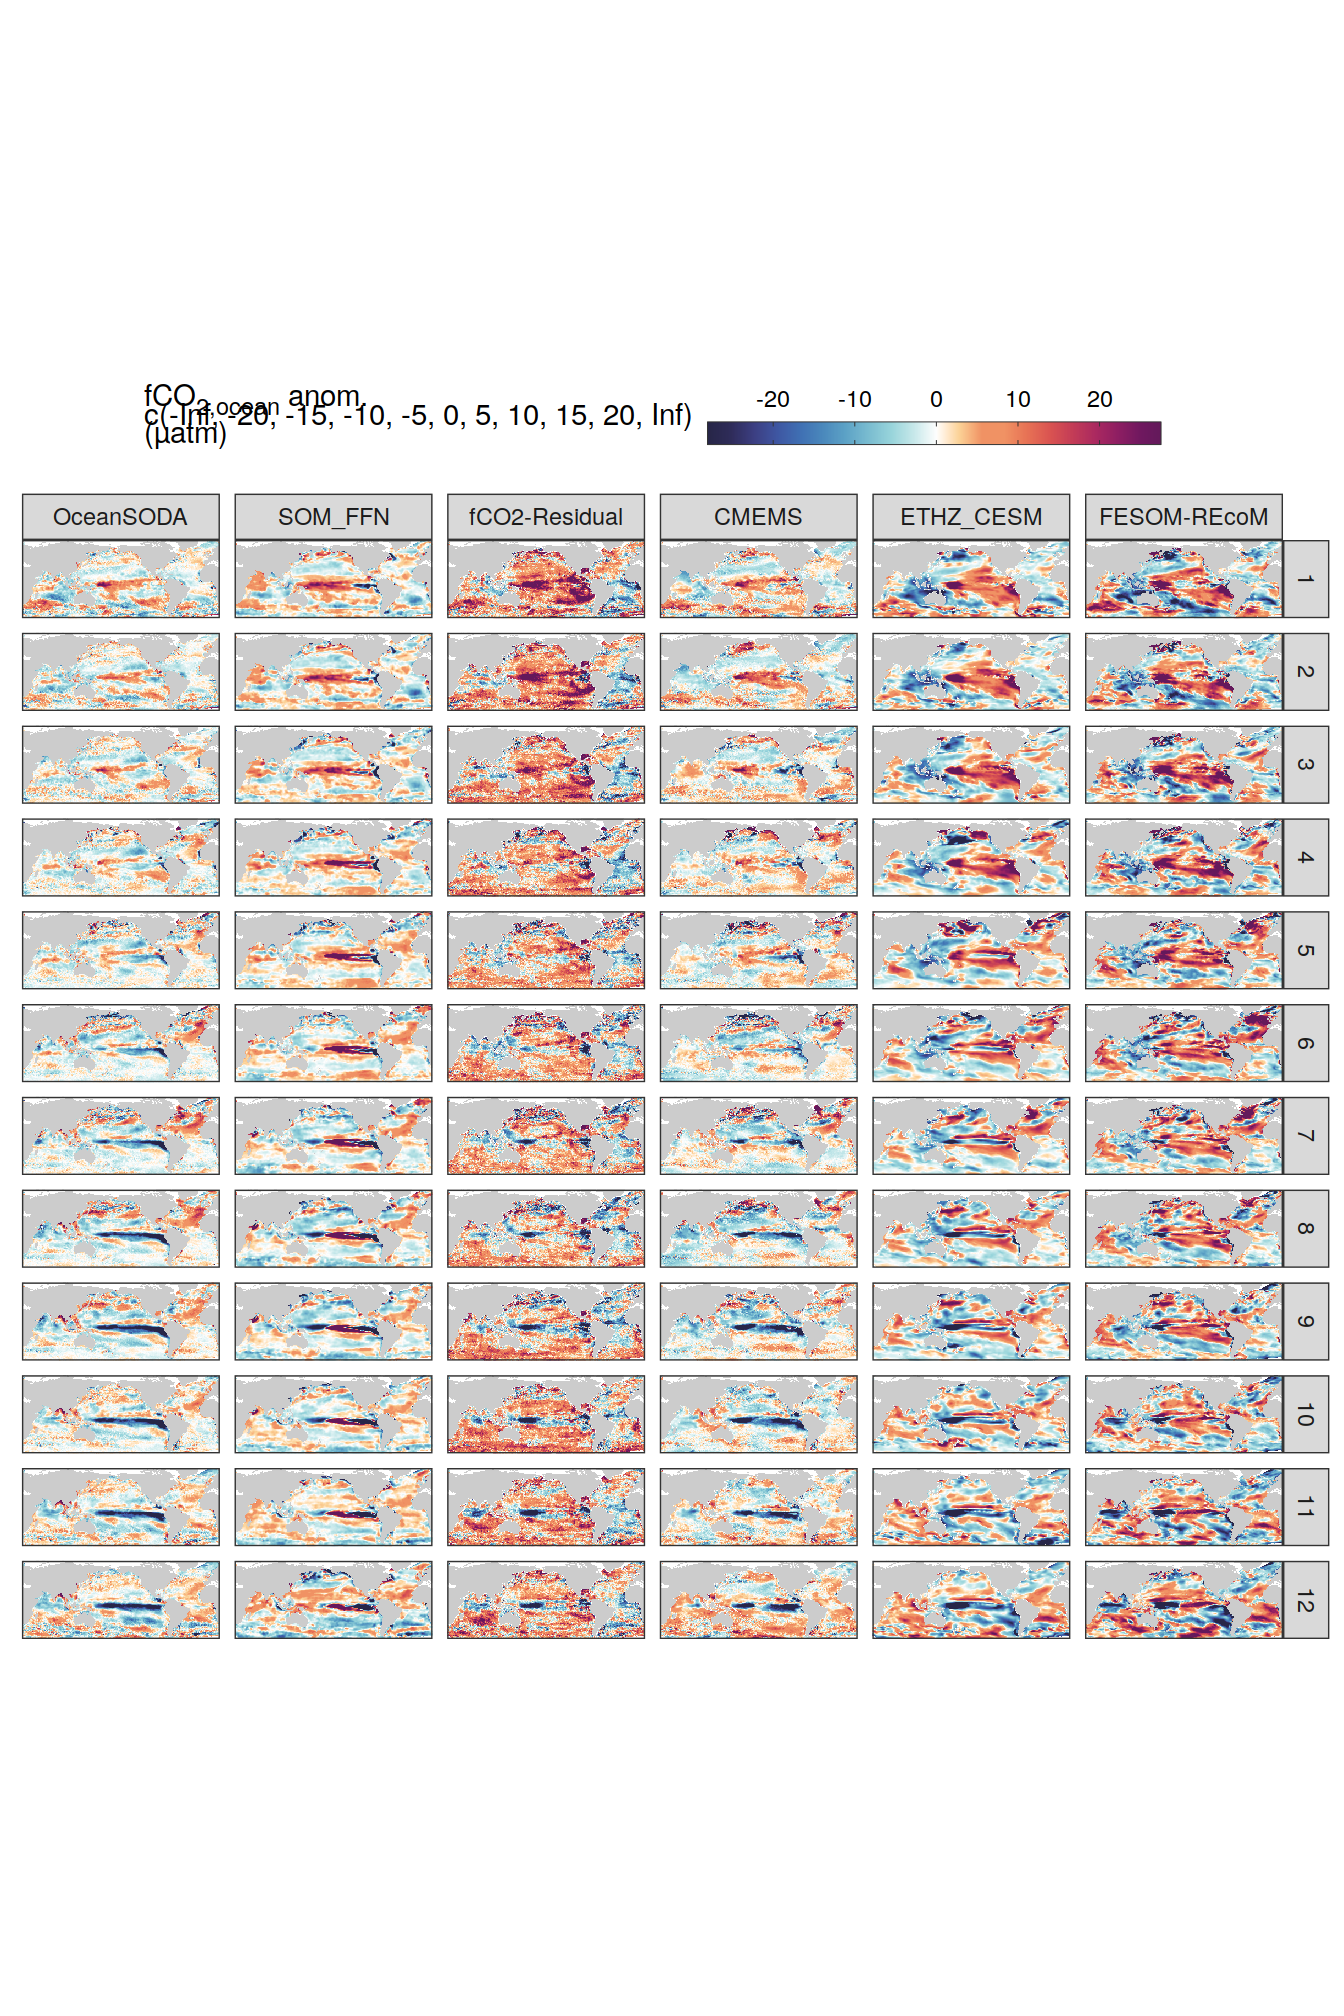 fCO2,ocean anom.
c(-Inf, -20, -15, -10, -5, 0, 5, 10, 15, 20, Inf)
(µatm)
-20 -10 0 10 20
OceanSODA SOM_FFN fCO2-Residual CMEMS ETHZ_CESM FESOM-REcoM
1
2
3
4
5
6
7
8
9
10
11
12